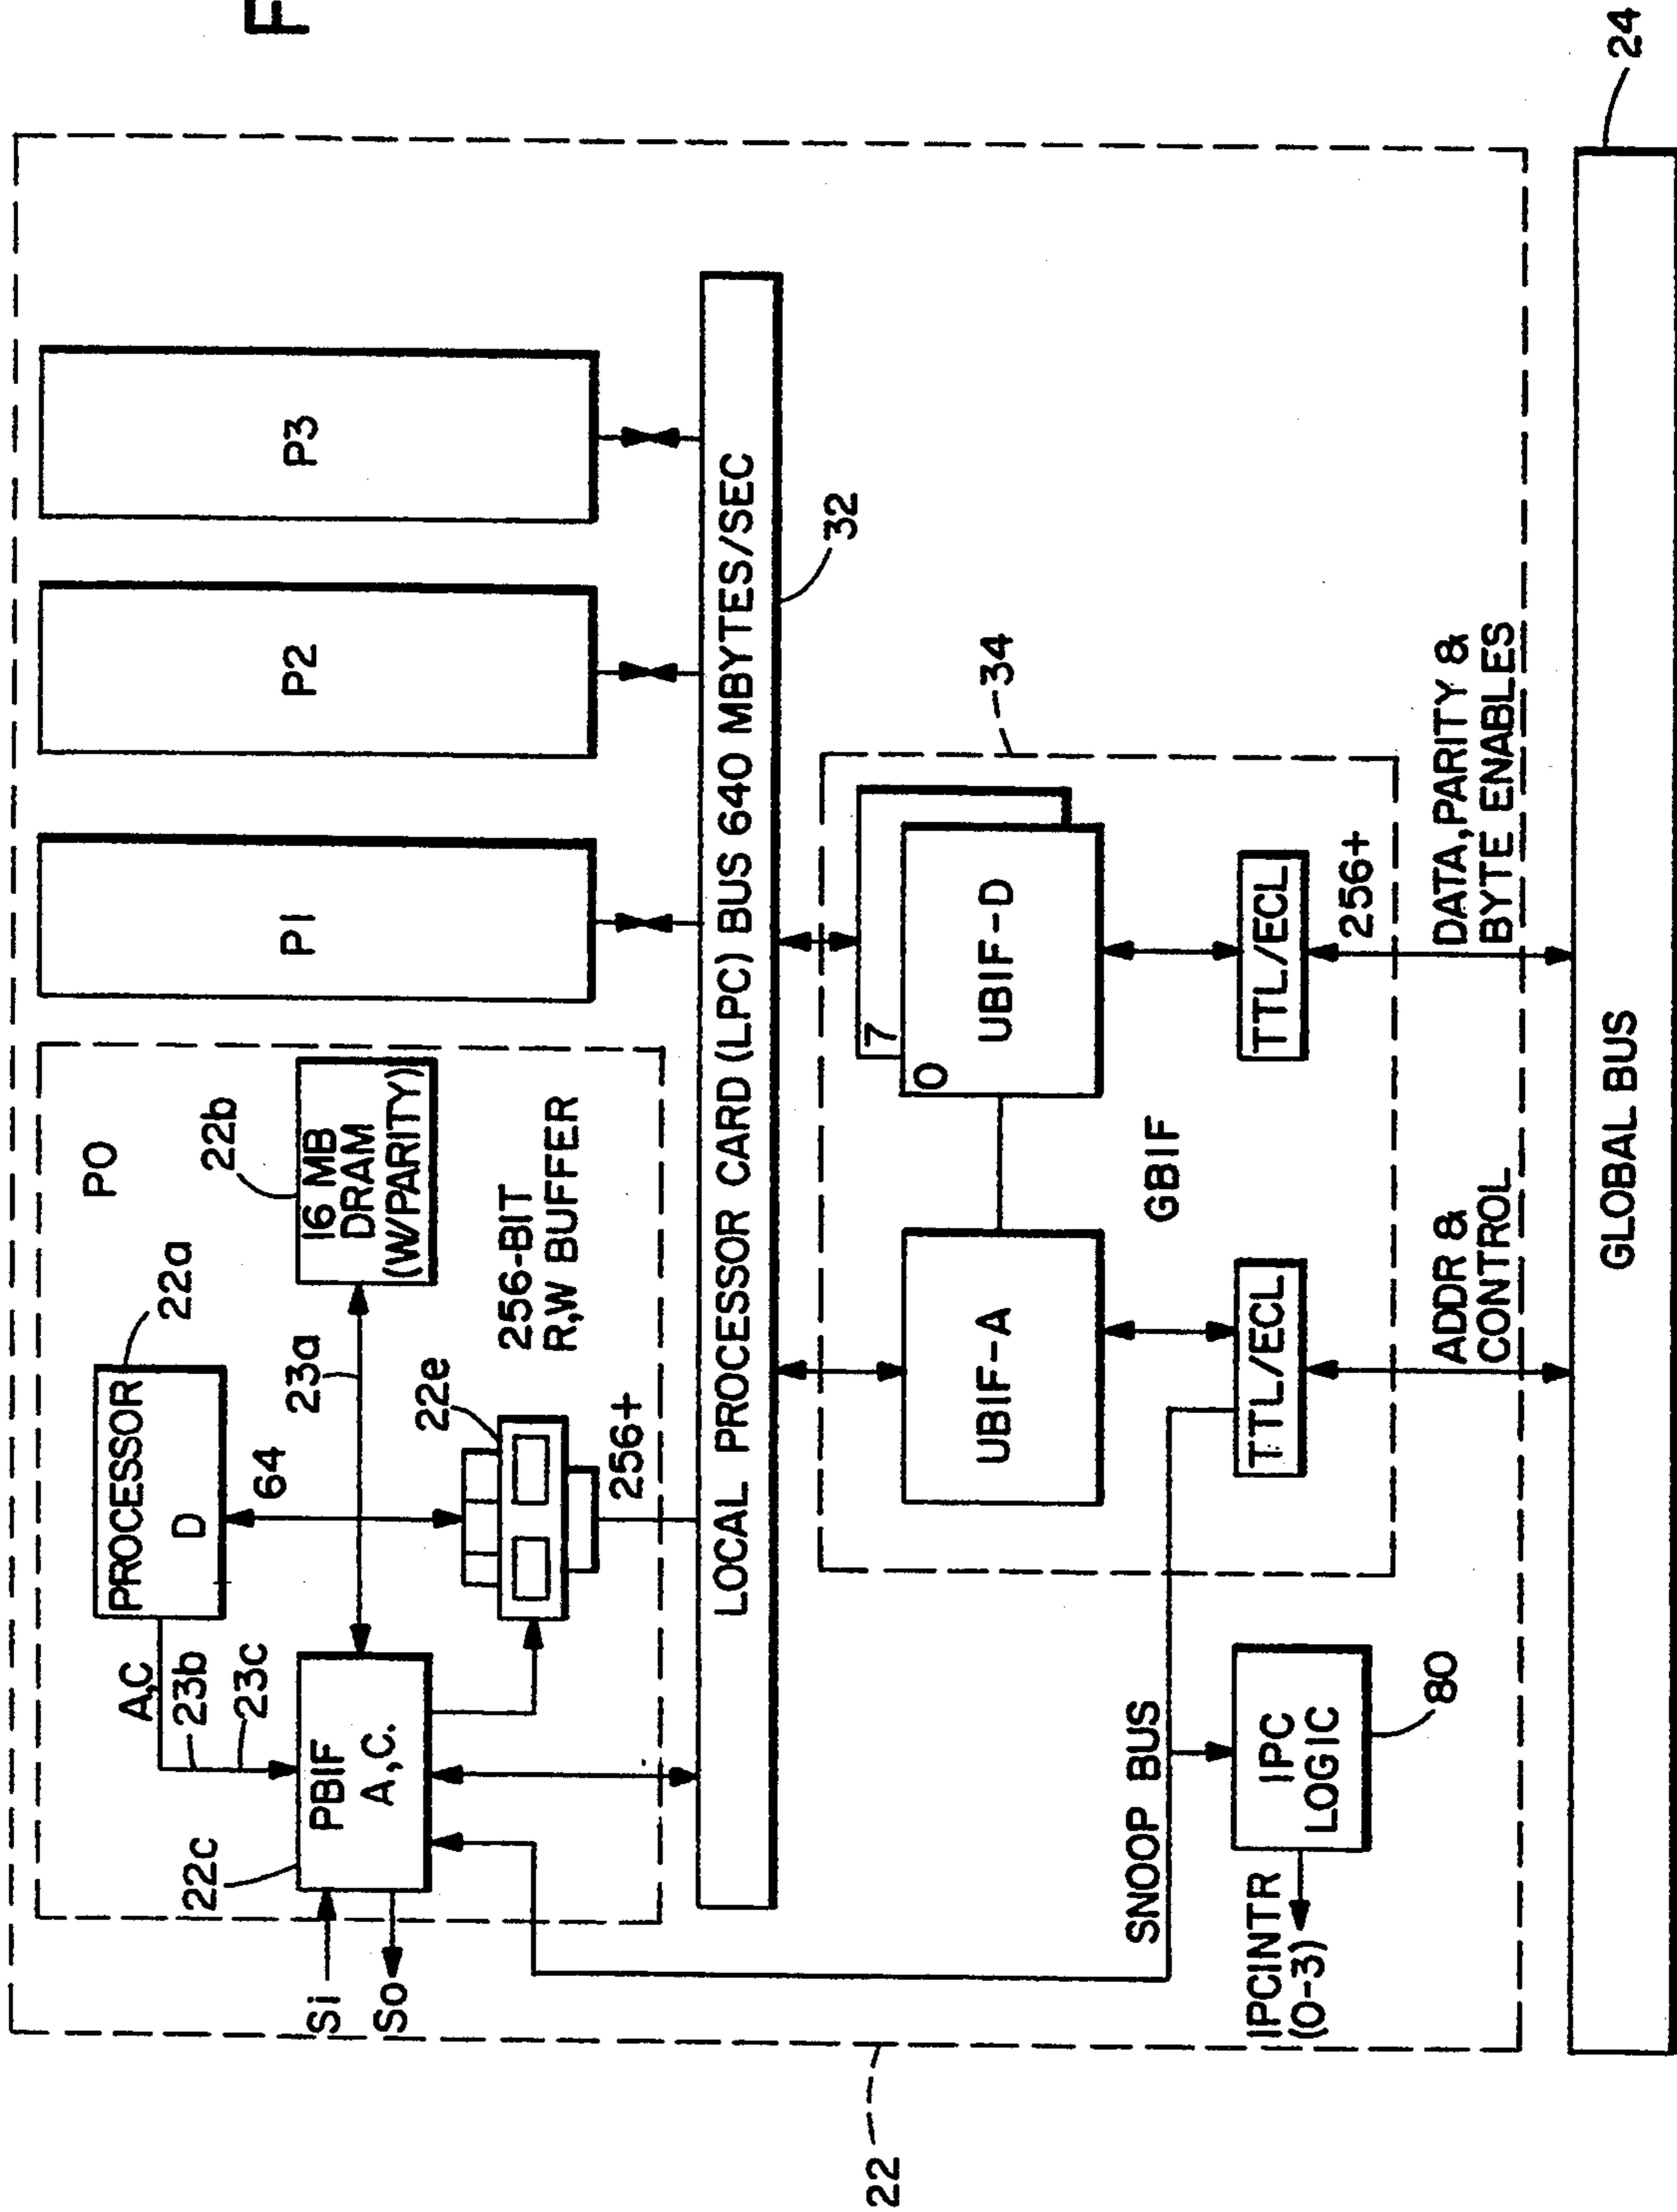 F
22
P0
PROCESSOR
D
22a
22b
16 MB
DRAM
(W/PARITY)
A,C
23b
23c
64
23a
22c
PBIF
A,C.
22e
256-BIT
R,W BUFFER
256+
Si
So
P1
P2
P3
LOCAL PROCESSOR CARD (LPC) BUS 640 MBYTES/SEC
32
34
UBIF-A
7
0
UBIF-D
GBIF
TTL/ECL
TTL/ECL
256+
SNOOP BUS
IPC
LOGIC
80
IPCINTR
(0-3)
ADDR &
CONTROL
DATA,PARITY &
BYTE ENABLES
GLOBAL BUS
24